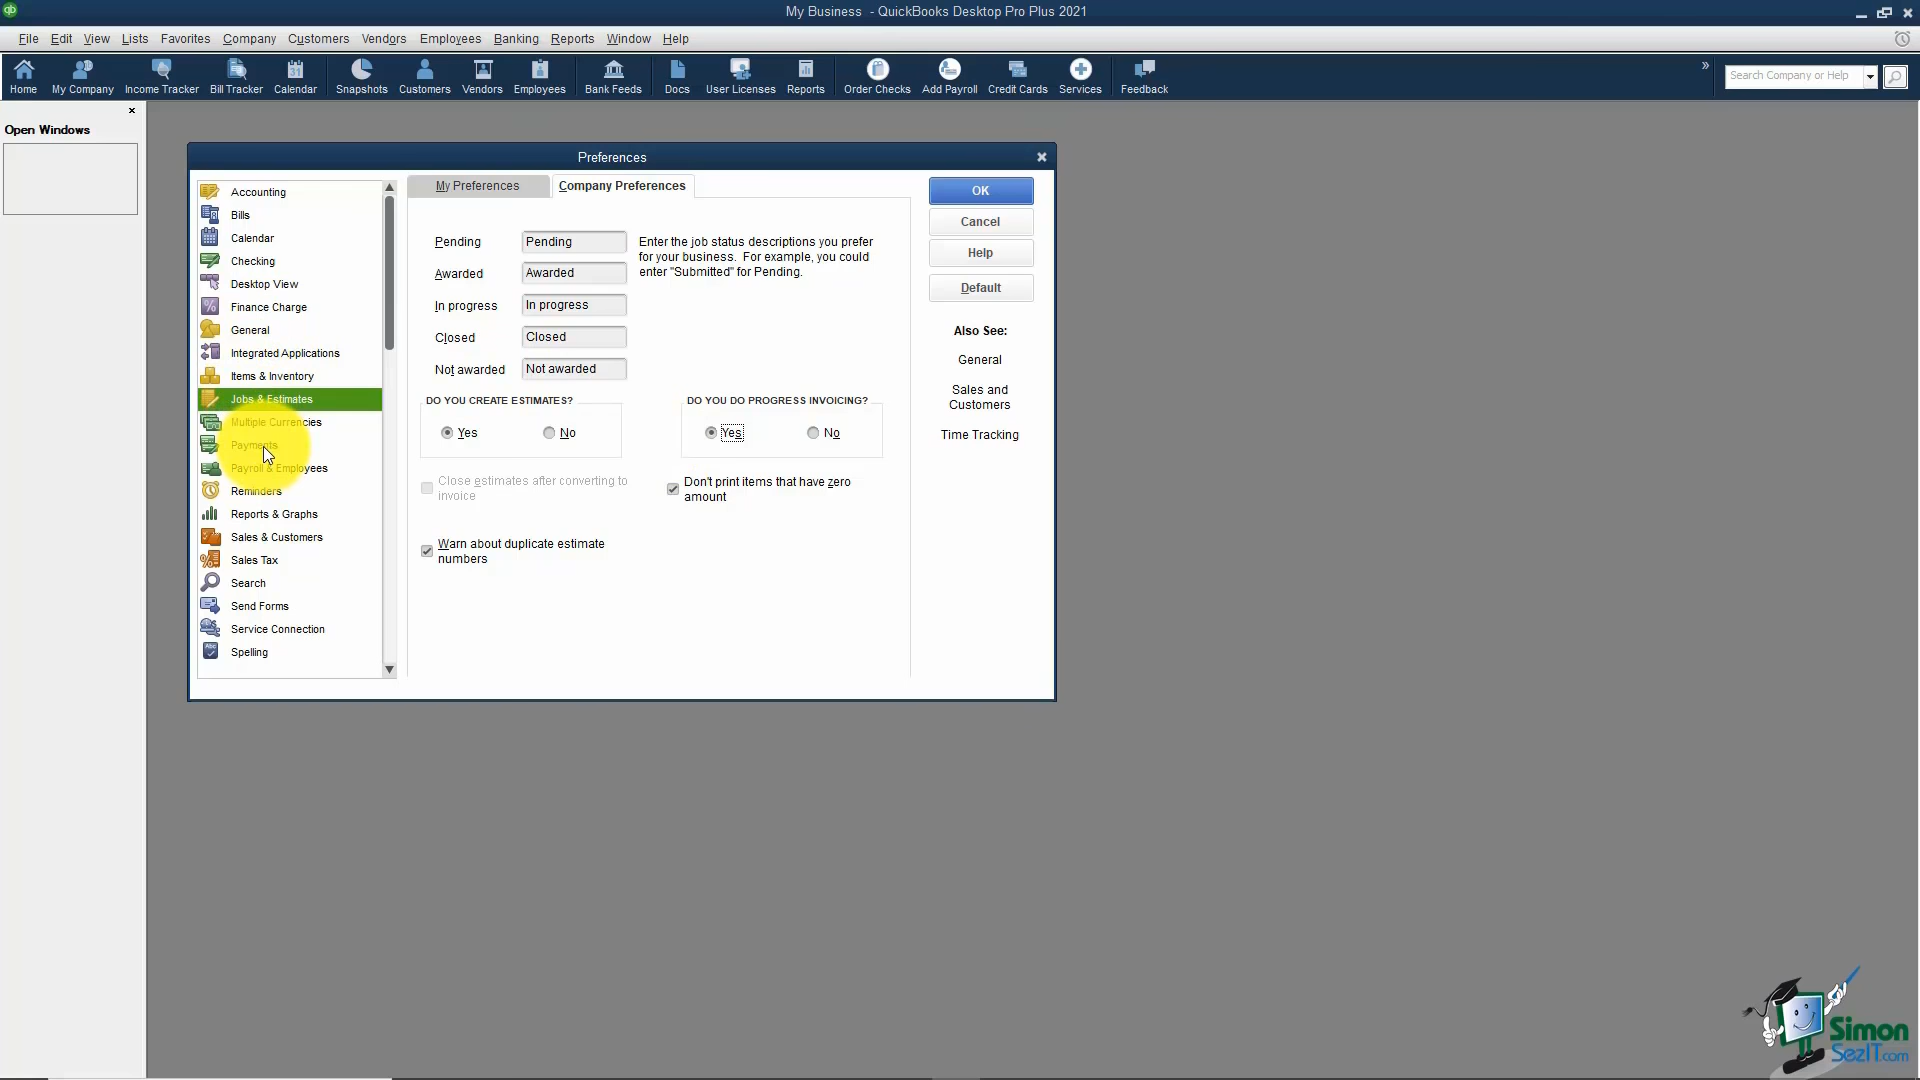 My Business - QuickBooks Desktop Pro Plus 2021
File Edit View Lists Favorites Company Customers Vendors Employees Banking Reports Window Help
Home My Company Income Tracker Bill Tracker Calendar Snapshots Customers Vendors Employees Bank Feeds Docs User Licenses Reports Order Checks Add Payroll Credit Cards Services Feedback
Search Company or Help
Open Windows
Preferences
Accounting
Bills
Calendar
Checking
Desktop View
Finance Charge
General
Integrated Applications
Items & Inventory
Jobs & Estimates
Multiple Currencies
Payments
Payroll & Employees
Reminders
Reports & Graphs
Sales & Customers
Sales Tax
Search
Send Forms
Service Connection
Spelling
My Preferences Company Preferences
Pending Pending
Awarded Awarded
In progress In progress
Closed Closed
Not awarded Not awarded
Enter the job status descriptions you prefer
for your business. For example, you could
enter "Submitted" for Pending.
DO YOU CREATE ESTIMATES?
Yes No
DO YOU DO PROGRESS INVOICING?
Yes No
Close estimates after converting to
invoice
Don't print items that have zero
amount
Warn about duplicate estimate
numbers
OK
Cancel
Help
Default
Also See:
General
Sales and
Customers
Time Tracking
Simon
SezIT.com